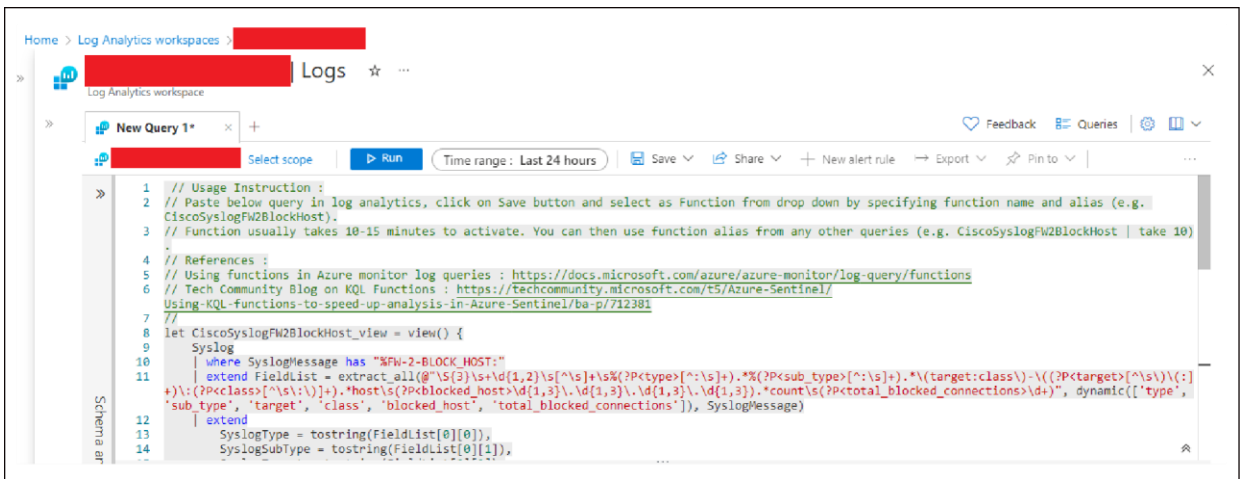 Home > Log Analytics workspaces >
| Logs
Log Analytics workspace
New Query 1*
Feedback Queries
Select scope Run Time range : Last 24 hours Save Share New alert rule Export Pin to
1 // Usage Instruction :
2 // Paste below query in log analytics, click on Save button and select as Function from drop down by specifying function name and alias (e.g.
CiscoSyslogFW2BlockHost).
3 // Function usually takes 10-15 minutes to activate. You can then use function alias from any other queries (e.g. CiscoSyslogFW2BlockHost | take 10)
.
4 // References :
5 // Using functions in Azure monitor log queries : https://docs.microsoft.com/azure/azure-monitor/log-query/functions
6 // Tech Community Blog on KQL Functions : https://techcommunity.microsoft.com/t5/Azure-Sentinel/
Using-KQL-functions-to-speed-up-analysis-in-Azure-Sentinel/ba-p/712381
7 //
8 let CiscoSyslogFW2BlockHost_view = view() {
9 Syslog
10 | where SyslogMessage has "%FW-2-BLOCK_HOST:"
11 | extend FieldList = extract_all(@"\S{3}\s+\d{1,2}\s[^\s]+\s%(?P<type>[^:\s]+).*%(?P<sub_type>[^:\s]+).*\(target:class\)-\((?P<target>[^\s\)\(:]
+)\:(?P<class>[^\s\:\)]+).*host\s(?P<blocked_host>\d{1,3}\.\d{1,3}\.\d{1,3}\.\d{1,3}).*count\s(?P<total_blocked_connections>\d+)", dynamic(['type',
'sub_type', 'target', 'class', 'blocked_host', 'total_blocked_connections']), SyslogMessage)
12 | extend
13 SyslogType = tostring(FieldList[0][0]),
14 SyslogSubType = tostring(FieldList[0][1]),
Schema